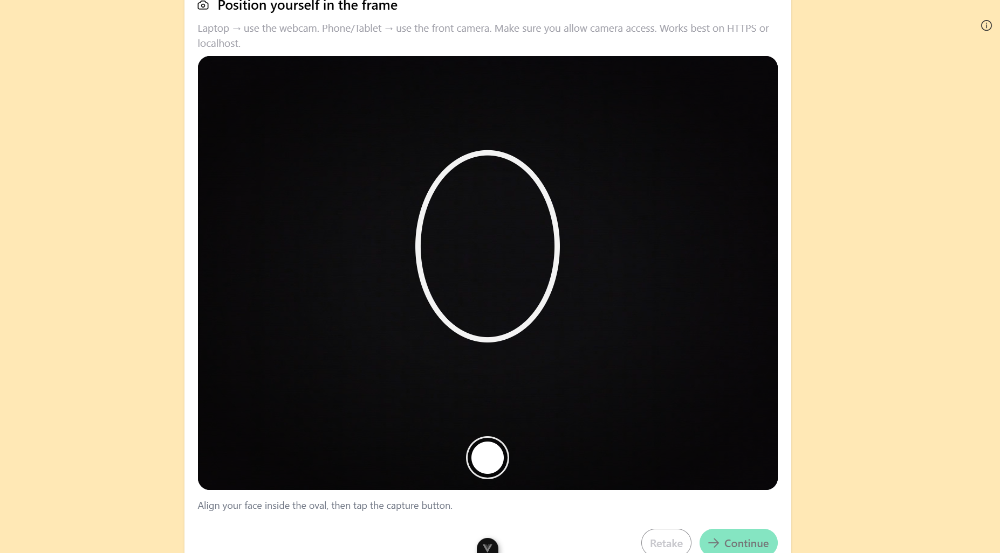 Position yourself in the frame
Laptop → use the webcam. Phone/Tablet → use the front camera. Make sure you allow camera access. Works best on HTTPS or
localhost.
Align your face inside the oval, then tap the capture button.
Retake
→ Continue